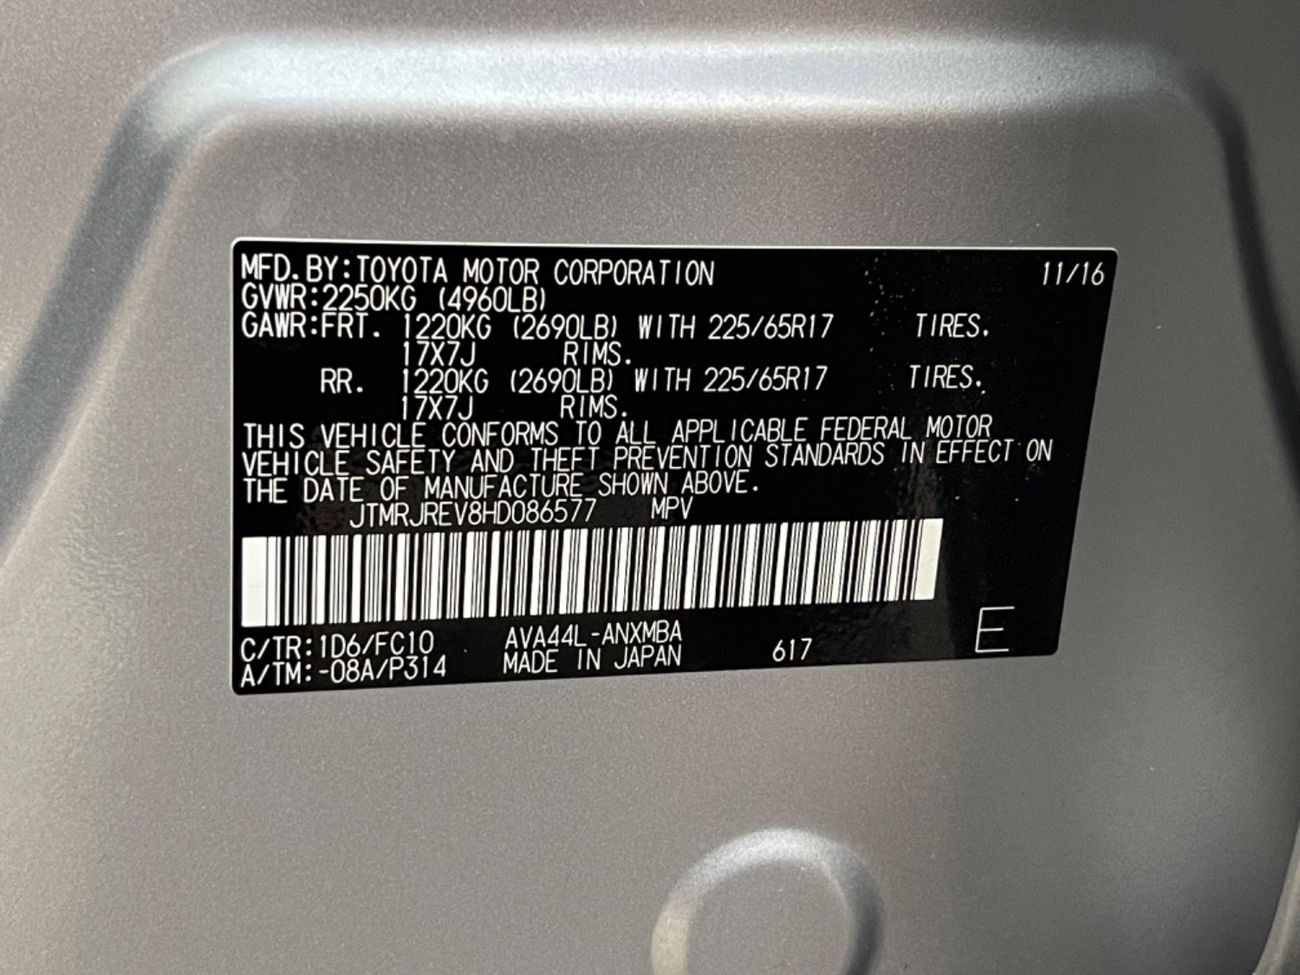 MFD. BY: TOYOTA MOTOR CORPORATION 11/16
GVWR: 2250KG (4960LB)
GAWR: FRT. 1220KG (2690LB) WITH 225/65R17 TIRES.
17X7J RIMS.
RR. 1220KG (2690LB) WITH 225/65R17 TIRES.
17X7J RIMS.
THIS VEHICLE CONFORMS TO ALL APPLICABLE FEDERAL MOTOR
VEHICLE SAFETY AND THEFT PREVENTION STANDARDS IN EFFECT ON
THE DATE OF MANUFACTURE SHOWN ABOVE.
JTMRJREV8HD086577 MPV
C/TR: 1D6/FC10 AVA44L-ANXMBA
A/TM: -08A/P314 MADE IN JAPAN 617 E